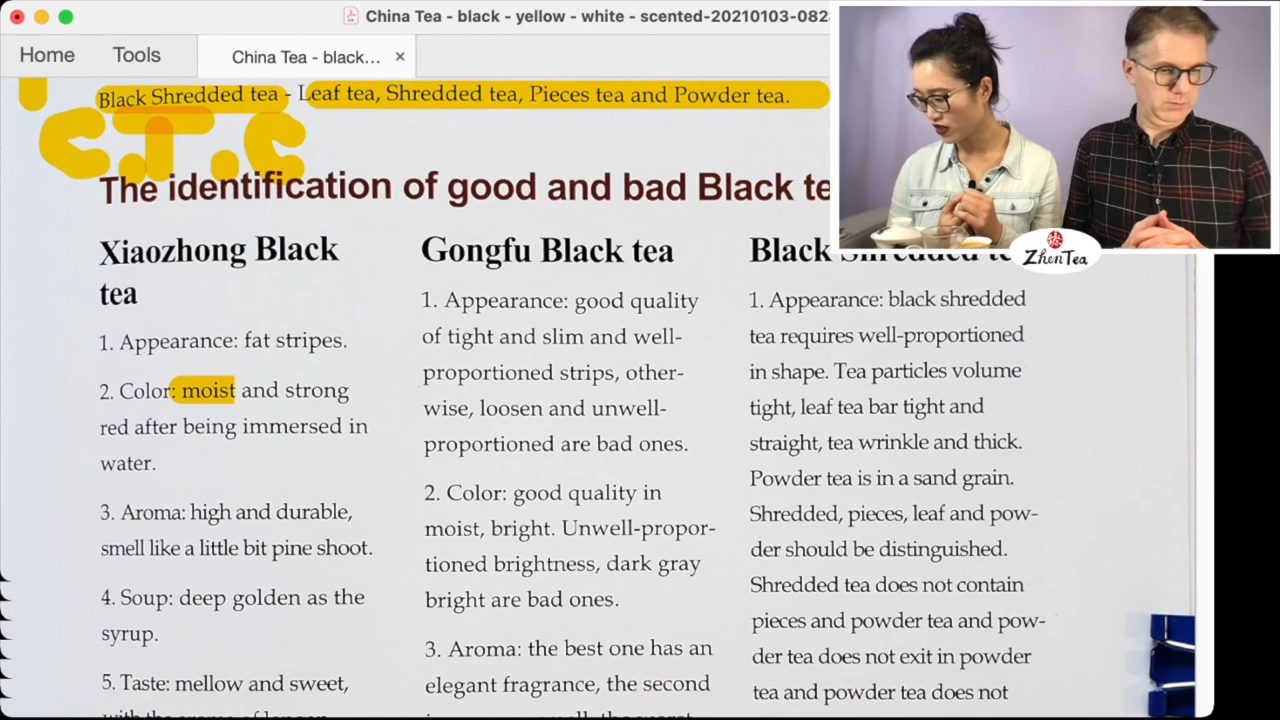 China Tea - black - yellow - white - scented-20210103-082
Home Tools China Tea - black... ×
Black Shredded tea - Leaf tea, Shredded tea, Pieces tea and Powder tea.
C.T.C
The identification of good and bad Black te
Xiaozhong Black
tea
1. Appearance: fat stripes.
2. Color: moist and strong
red after being immersed in
water.
3. Aroma: high and durable,
smell like a little bit pine shoot.
4. Soup: deep golden as the
syrup.
5. Taste: mellow and sweet,
with the aroma of longan
Gongfu Black tea
1. Appearance: good quality
of tight and slim and well-
proportioned strips, other-
wise, loosen and unwell-
proportioned are bad ones.
2. Color: good quality in
moist, bright. Unwell-propor-
tioned brightness, dark gray
bright are bad ones.
3. Aroma: the best one has an
elegant fragrance, the second
Black Shredded te
1. Appearance: black shredded
tea requires well-proportioned
in shape. Tea particles volume
tight, leaf tea bar tight and
straight, tea wrinkle and thick.
Powder tea is in a sand grain.
Shredded, pieces, leaf and pow-
der should be distinguished.
Shredded tea does not contain
pieces and powder tea and pow-
der tea does not exit in powder
tea and powder tea does not
ZhenTea